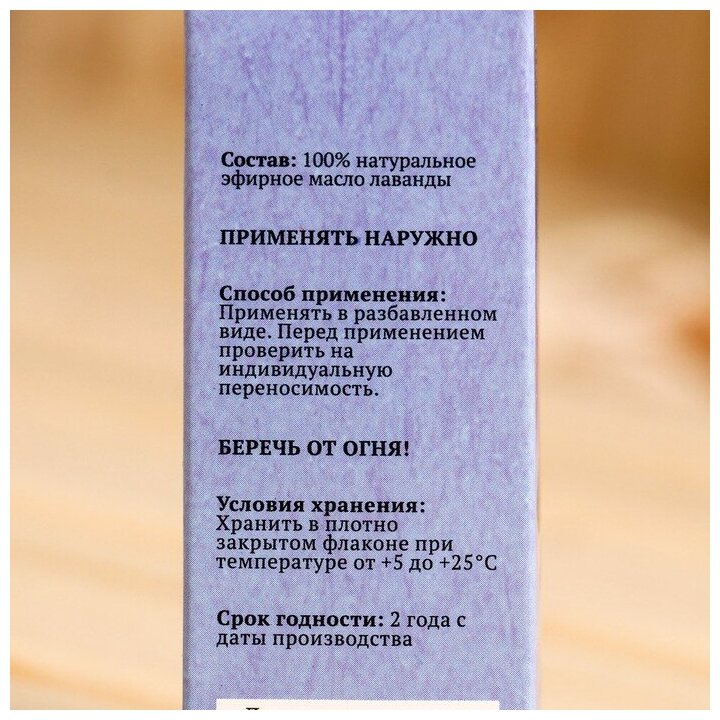 Состав: 100% натуральное
эфирное масло лаванды
ПРИМЕНЯТЬ НАРУЖНО
Способ применения:
Применять в разбавленном
виде. Перед применением
проверить на
индивидуальную
переносимость.
БЕРЕЧЬ ОТ ОГНЯ!
Условия хранения:
Хранить в плотно
закрытом флаконе при
температуре от +5 до +25°С
Срок годности: 2 года с
даты производства